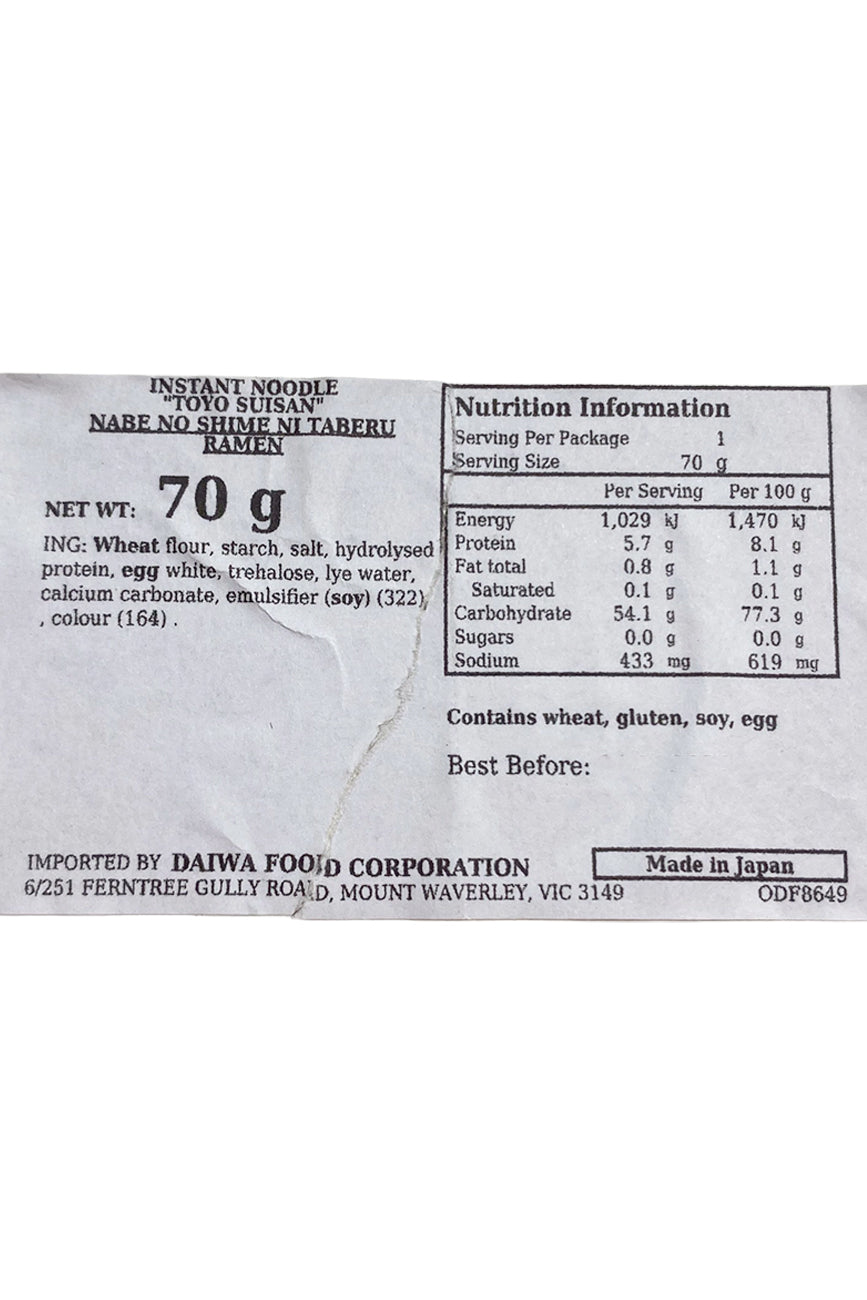 INSTANT NOODLE
"TOYO SUISAN"
NABE NO SHIME NI TABERU
RAMEN
NET WT: 70 g
ING: Wheat flour, starch, salt, hydrolysed
protein, egg white, trehalose, lye water,
calcium carbonate, emulsifier (soy) (322),
, colour (164) .
Nutrition Information
Serving Per Package 1
Serving Size 70 g
Per Serving Per 100 g
Energy 1,029 kJ 1,470 kJ
Protein 5.7 g 8.1 g
Fat total 0.8 g 1.1 g
Saturated 0.1 g 0.1 g
Carbohydrate 54.1 g 77.3 g
Sugars 0.0 g 0.0 g
Sodium 433 mg 619 mg
Contains wheat, gluten, soy, egg
Best Before:
IMPORTED BY DAIWA FOOD CORPORATION
6/251 FERNTREE GULLY ROAD, MOUNT WAVERLEY, VIC 3149
Made in Japan
ODF8649